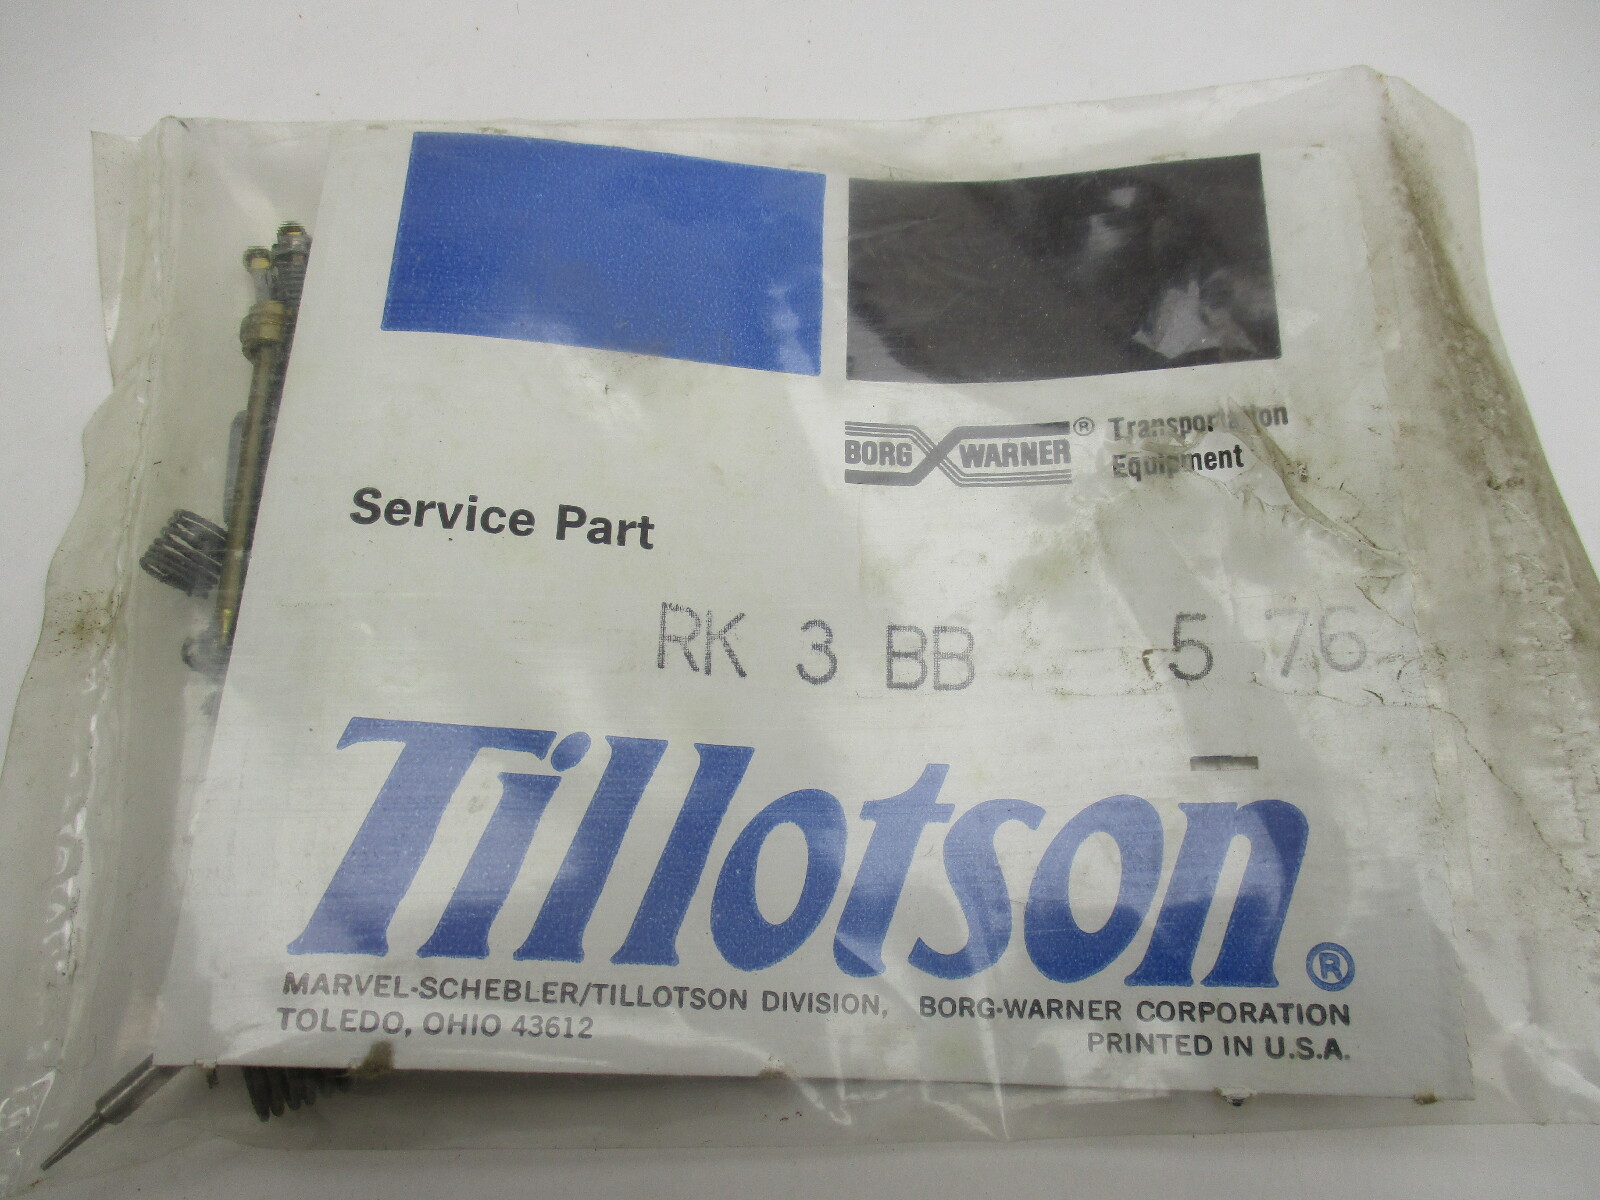 BORG WARNER ® Transportation
Equipment
Service Part
RK 3 BB 5 76
Tillotson ®
MARVEL-SCHEBLER/TILLOTSON DIVISION, BORG-WARNER CORPORATION
TOLEDO, OHIO 43612
PRINTED IN U.S.A.